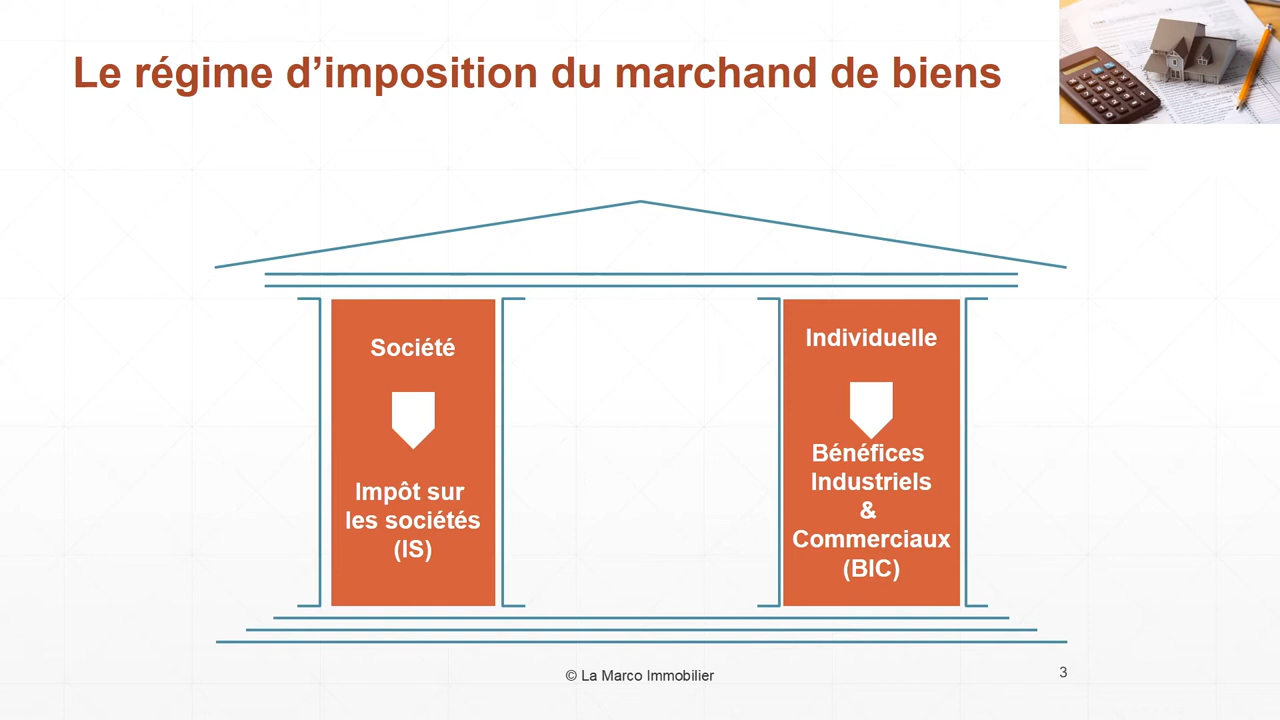 Le régime d’imposition du marchand de biens
Société
Impôt sur
les sociétés
(IS)
Individuelle
Bénéfices
Industriels
&
Commerciaux
(BIC)
© La Marco Immobilier
3